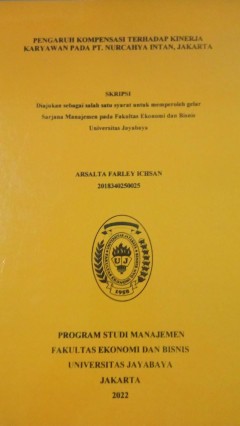 PENGARUH KOMPENSASI TERHADAP KINERJA
KARYAWAN PADA PT. NURCAHYA INTAN, JAKARTA
SKRIPSI
Diajukan sebagai salah satu syarat untuk memperoleh gelar
Sarjana Manajemen pada Fakultas Ekonomi dan Bisnis
Universitas Jayabaya
ARSALTA FARLEY ICHSAN
2018340250025
UJ
1958
PROGRAM STUDI MANAJEMEN
FAKULTAS EKONOMI DAN BISNIS
UNIVERSITAS JAYABAYA
JAKARTA
2022